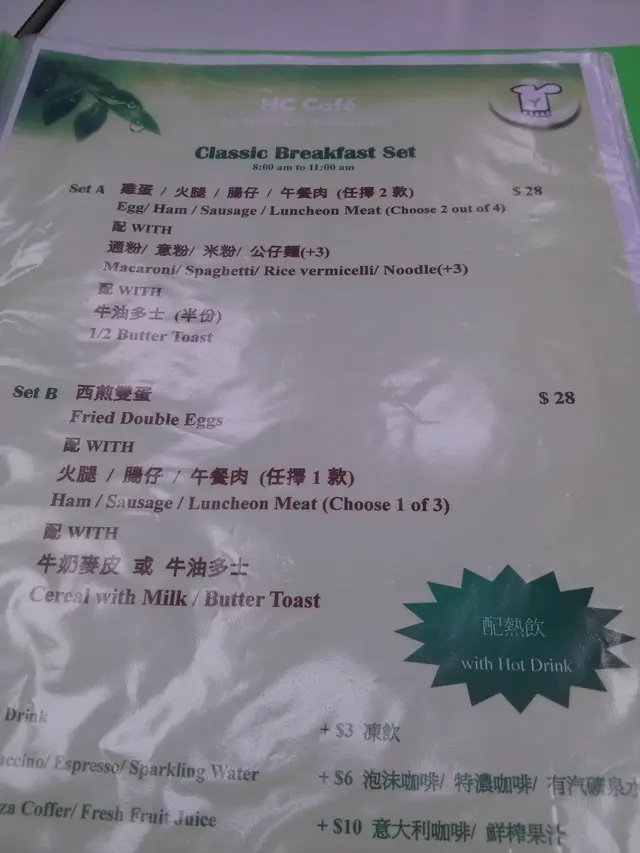 HC Café
Classic Breakfast Set
8:00 am to 11:00 am
Set A 雞蛋 / 火腿 / 腸仔 / 午餐肉 (任擇 2 款) $ 28
Egg/ Ham / Sausage / Luncheon Meat (Choose 2 out of 4)
配 WITH
通粉/ 意粉/ 米粉/ 公仔麵(+3)
Macaroni/ Spaghetti/ Rice vermicelli/ Noodle(+3)
配 WITH
牛油多士 (半份)
1/2 Butter Toast
Set B 西煎雙蛋 $ 28
Fried Double Eggs
配 WITH
火腿 / 腸仔 / 午餐肉 (任擇 1 款)
Ham / Sausage / Luncheon Meat (Choose 1 of 3)
配 WITH
牛奶麥皮 或 牛油多士
Cereal with Milk / Butter Toast
配熱飲
with Hot Drink
Drink + $3 凍飲
uccino/ Espresso/ Sparkling Water + $6 泡沫咖啡/ 特濃咖啡/ 有汽礦泉水
za Coffer/ Fresh Fruit Juice + $10 意大利咖啡/ 鮮榨果汁